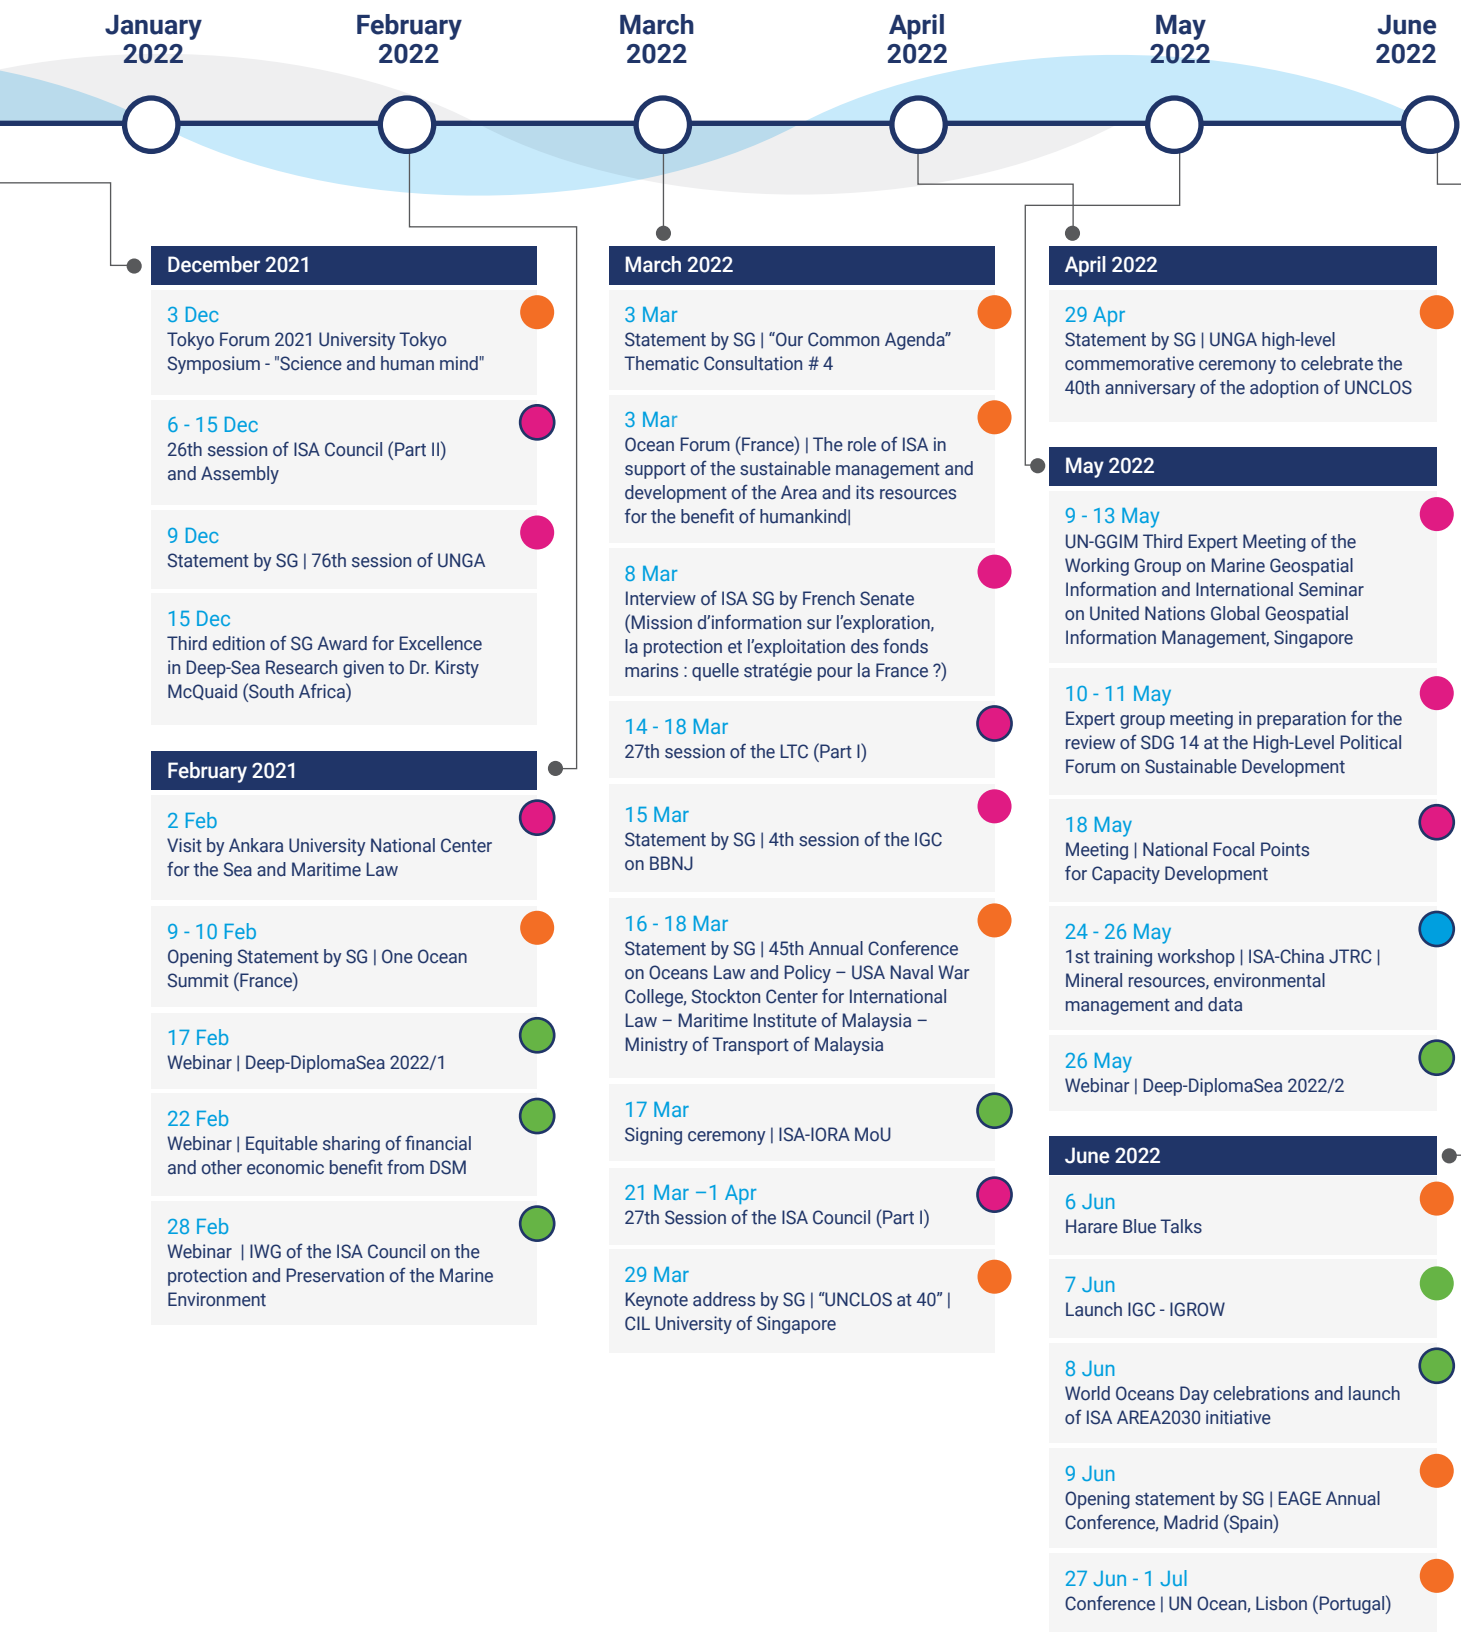 January
2022
February
2022
March
2022
April
2022
May
2022
June
2022
December 2021
3 Dec
Tokyo Forum 2021 University Tokyo
Symposium - "Science and human mind"
6 - 15 Dec
26th session of ISA Council (Part II)
and Assembly
9 Dec
Statement by SG | 76th session of UNGA
15 Dec
Third edition of SG Award for Excellence
in Deep-Sea Research given to Dr. Kirsty
McQuaid (South Africa)
February 2021
2 Feb
Visit by Ankara University National Center
for the Sea and Maritime Law
9 - 10 Feb
Opening Statement by SG | One Ocean
Summit (France)
17 Feb
Webinar | Deep-DiplomaSea 2022/1
22 Feb
Webinar | Equitable sharing of financial
and other economic benefit from DSM
28 Feb
Webinar | IWG of the ISA Council on the
protection and Preservation of the Marine
Environment
March 2022
3 Mar
Statement by SG | “Our Common Agenda”
Thematic Consultation # 4
3 Mar
Ocean Forum (France) | The role of ISA in
support of the sustainable management and
development of the Area and its resources
for the benefit of humankind|
8 Mar
Interview of ISA SG by French Senate
(Mission d’information sur l’exploration,
la protection et l’exploitation des fonds
marins : quelle stratégie pour la France ?)
14 - 18 Mar
27th session of the LTC (Part I)
15 Mar
Statement by SG | 4th session of the IGC
on BBNJ
16 - 18 Mar
Statement by SG | 45th Annual Conference
on Oceans Law and Policy – USA Naval War
College, Stockton Center for International
Law – Maritime Institute of Malaysia –
Ministry of Transport of Malaysia
17 Mar
Signing ceremony | ISA-IORA MoU
21 Mar –1 Apr
27th Session of the ISA Council (Part I)
29 Mar
Keynote address by SG | “UNCLOS at 40” |
CIL University of Singapore
April 2022
29 Apr
Statement by SG | UNGA high-level
commemorative ceremony to celebrate the
40th anniversary of the adoption of UNCLOS
May 2022
9 - 13 May
UN-GGIM Third Expert Meeting of the
Working Group on Marine Geospatial
Information and International Seminar
on United Nations Global Geospatial
Information Management, Singapore
10 - 11 May
Expert group meeting in preparation for the
review of SDG 14 at the High-Level Political
Forum on Sustainable Development
18 May
Meeting | National Focal Points
for Capacity Development
24 - 26 May
1st training workshop | ISA-China JTRC |
Mineral resources, environmental
management and data
26 May
Webinar | Deep-DiplomaSea 2022/2
June 2022
6 Jun
Harare Blue Talks
7 Jun
Launch IGC - IGROW
8 Jun
World Oceans Day celebrations and launch
of ISA AREA2030 initiative
9 Jun
Opening statement by SG | EAGE Annual
Conference, Madrid (Spain)
27 Jun - 1 Jul
Conference | UN Ocean, Lisbon (Portugal)